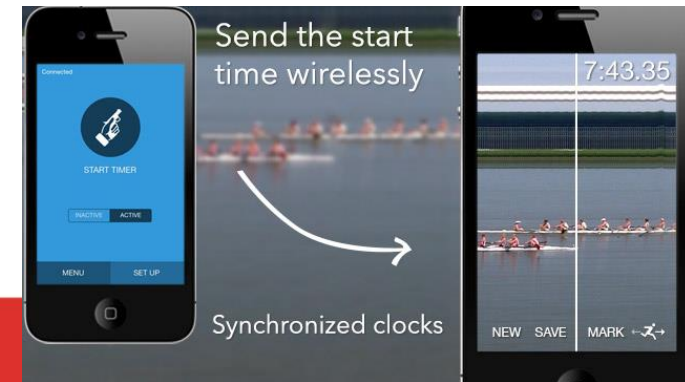 Send the start
time wirelessly
Connected
START TIMER
INACTIVE ACTIVE
MENU SET UP
Synchronized clocks
7:43.35
NEW SAVE MARK